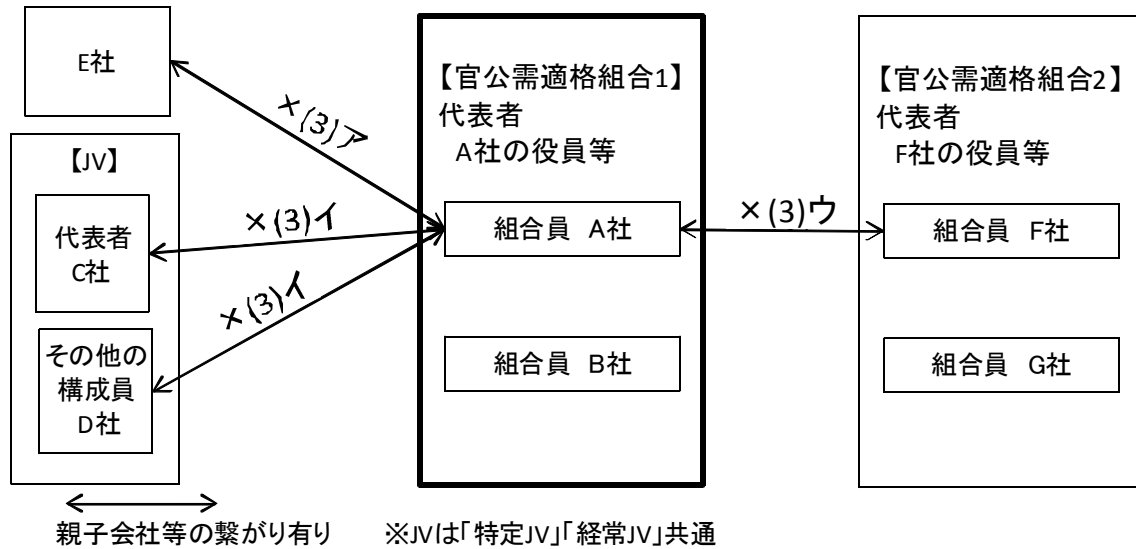 E社
×(3)ア
【JV】
代表者
C社
×(3)イ
その他の
構成員
D社
×(3)イ
【官公需適格組合1】
代表者
A社の役員等
組合員 A社
組合員 B社
×(3)ウ
【官公需適格組合2】
代表者
F社の役員等
組合員 F社
組合員 G社
親子会社等の繋がり有り
※JVは「特定JV」「経常JV」共通